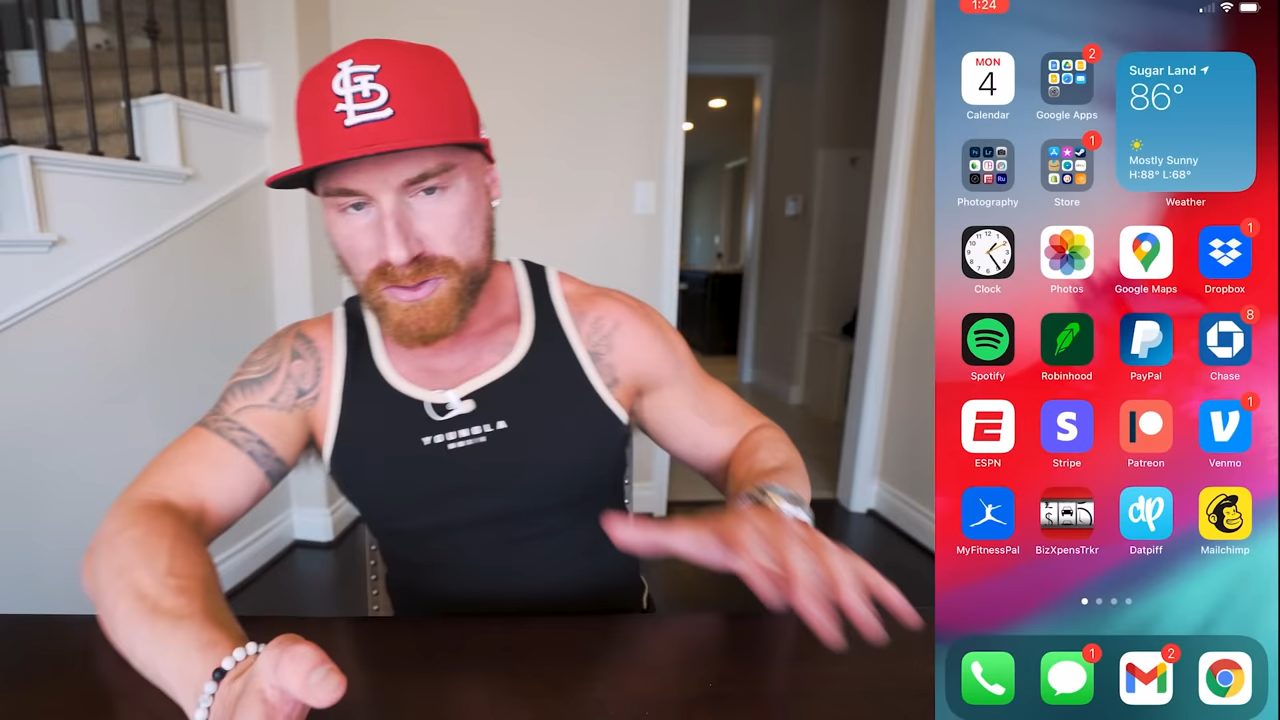 STL
YOUNGLA
1:24
MON
4
Calendar
2
Google Apps
Sugar Land
86°
Mostly Sunny
H:88° L:68°
Weather
Photography
1
Store
Clock
Photos
Google Maps
1
Dropbox
Spotify
Robinhood
PayPal
8
Chase
ESPN
S
Stripe
Patreon
1
Venmo
MyFitnessPal
BizXpensTrkr
dp
Datpiff
Mailchimp
1
2